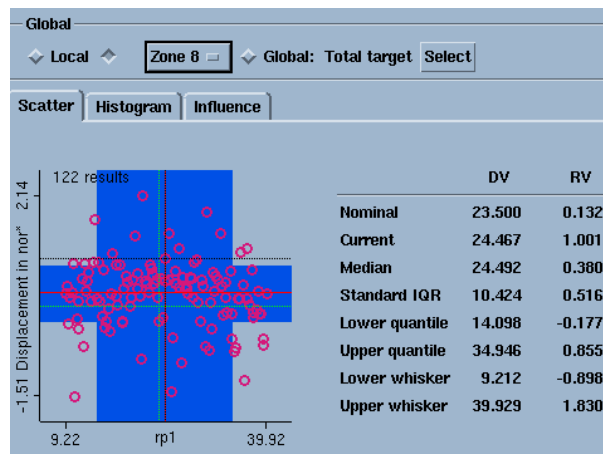 Global
Local Zone 8 Global: Total target Select
Scatter Histogram Influence
122 results
2.14
-1.51 Displacement in nor*
9.22 rp1 39.92
DV RV
Nominal 23.500 0.132
Current 24.467 1.001
Median 24.492 0.380
Standard IQR 10.424 0.516
Lower quantile 14.098 -0.177
Upper quantile 34.946 0.855
Lower whisker 9.212 -0.898
Upper whisker 39.929 1.830